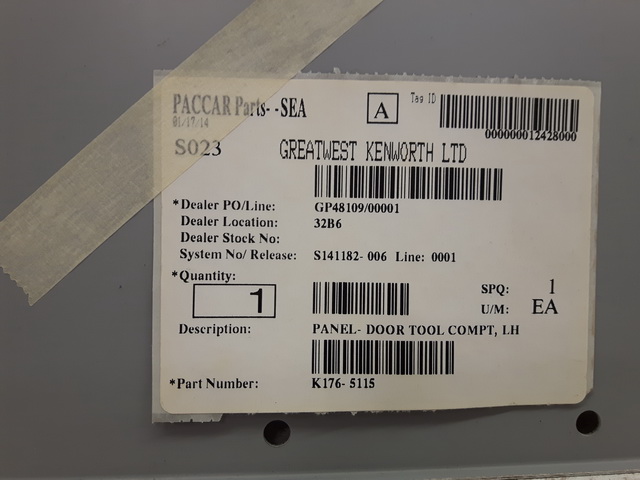 PACCAR Parts- -SEA
A
Tag ID
01/17/14
000000012428000
S023
GREATWEST KENWORTH LTD
*Dealer PO/Line: GP48109/00001
Dealer Location: 32B6
Dealer Stock No:
System No/ Release: S141182- 006 Line: 0001
*Quantity:
1
SPQ: 1
U/M: EA
Description: PANEL- DOOR TOOL COMPT, LH
*Part Number: K176- 5115